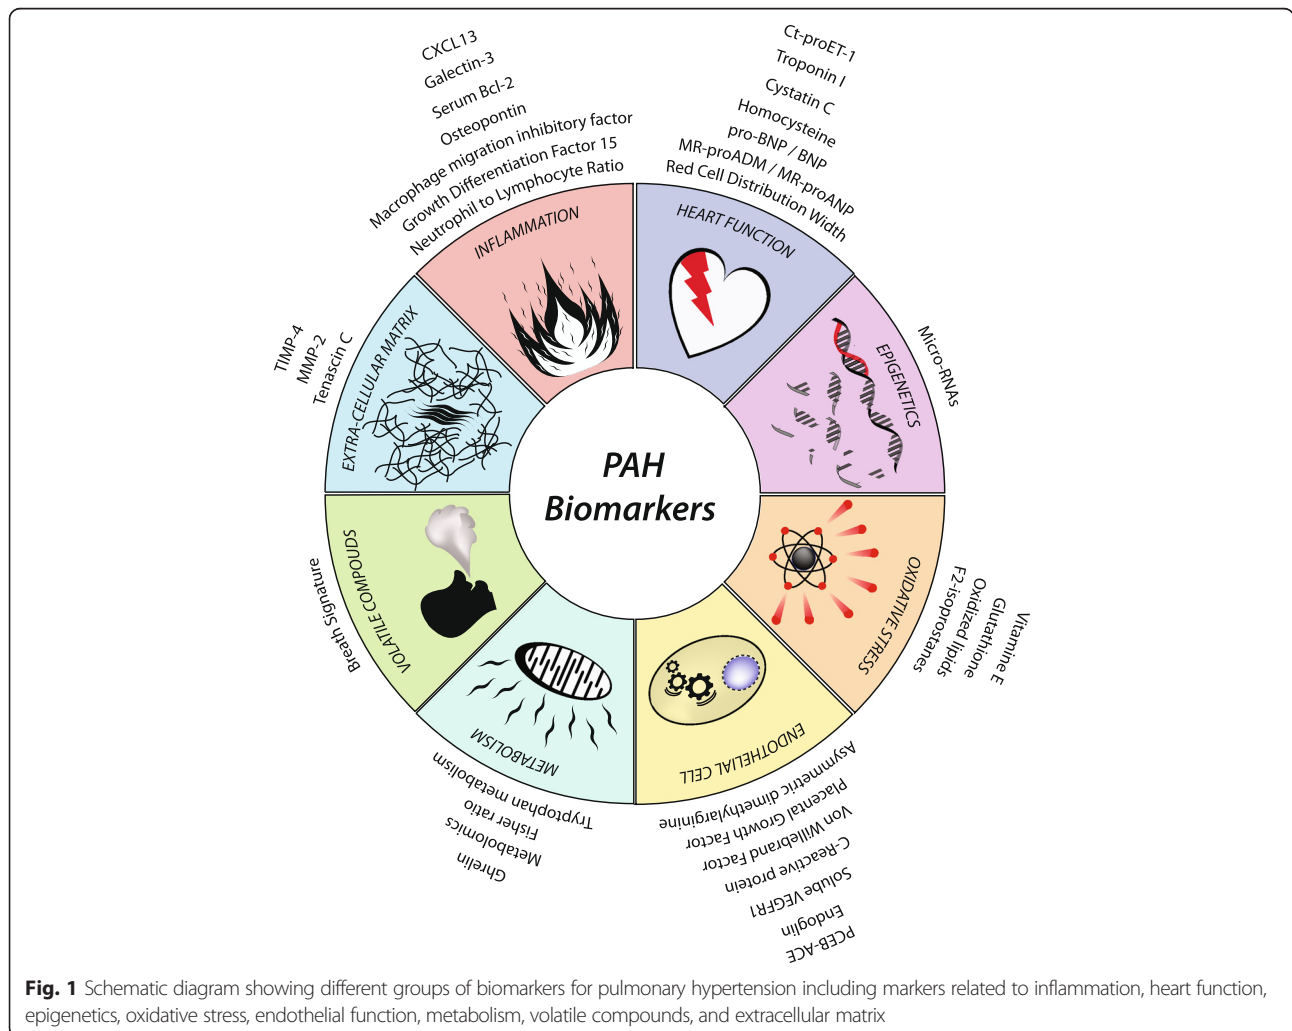 CXCL13
Galectin-3
Serum Bcl-2
Osteopontin
Macrophage migration inhibitory factor
Growth Differentiation Factor 15
Neutrophil to Lymphocyte Ratio
INFLAMMATION
Ct-proET-1
Troponin I
Cystatin C
Homocysteine
pro-BNP / BNP
MR-proADM / MR-proANP
Red Cell Distribution Width
HEART FUNCTION
Micro-RNAs
EPIGENETICS
OXIDATIVE STRESS
F2-isoprostanes
Oxidized lipids
Glutathione
Vitamine E
ENDOTHELIAL CELL
Asymmetric dimethylarginine
Placental Growth Factor
Von Willebrand Factor
C-Reactive protein
Solube VEGFR1
Endoglin
PCEB-ACE
METABOLISM
Tryptophan metabolism
Fisher ratio
Metabolomics
Ghrelin
VOLATILE COMPOUDS
Breath Signature
TIMP-4
MMP-2
Tenascin C
EXTRA-CELLULAR MATRIX
PAH
Biomarkers
Fig. 1 Schematic diagram showing different groups of biomarkers for pulmonary hypertension including markers related to inflammation, heart function,
epigenetics, oxidative stress, endothelial function, metabolism, volatile compounds, and extracellular matrix